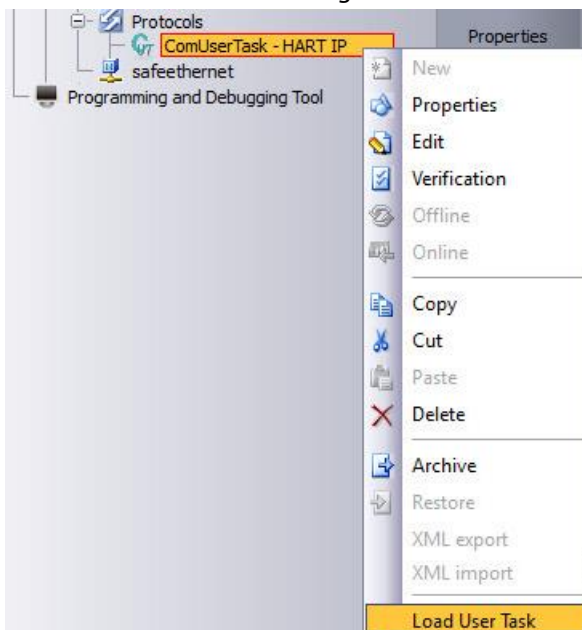 Protocols
ComUserTask - HART IP
safeethernet
Programming and Debugging Tool
Properties
New
Properties
Edit
Verification
Offline
Online
Copy
Cut
Paste
Delete
Archive
Restore
XML export
XML import
Load User Task